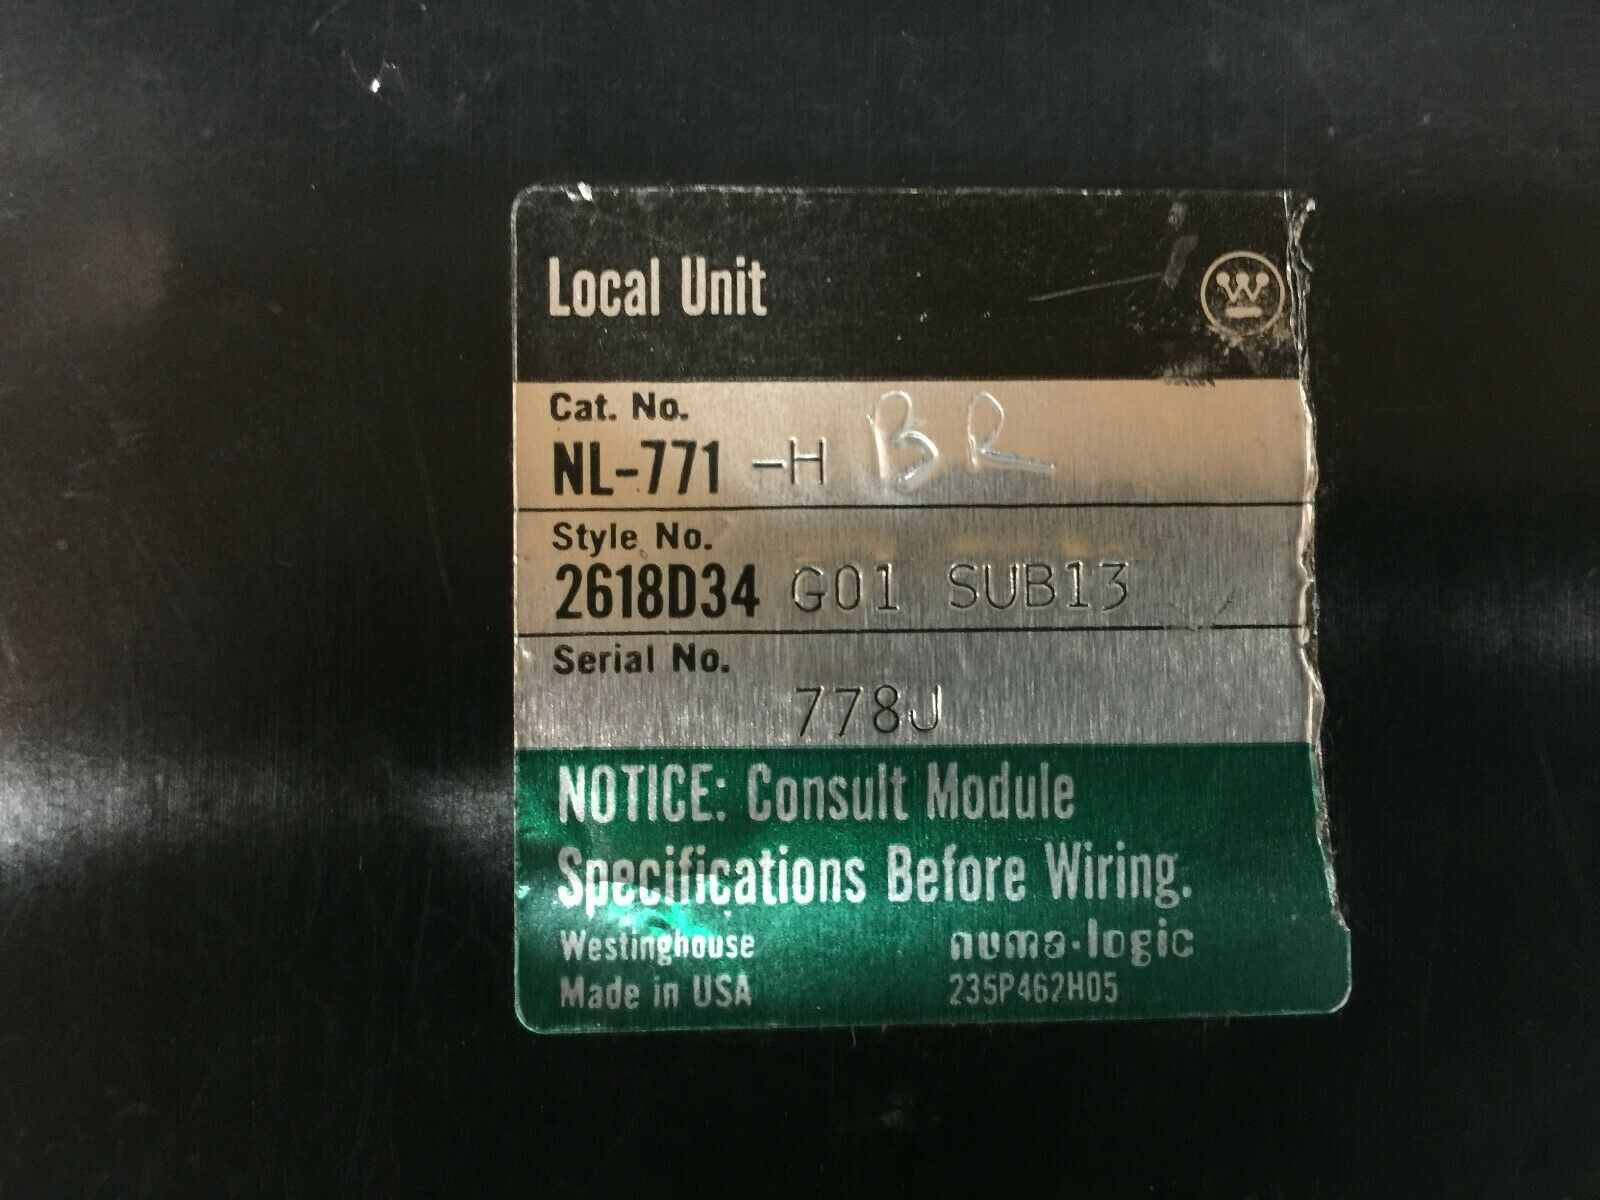 Local Unit
W
Cat. No.
NL-771 -H BR
Style No.
2618D34 G01 SUB13
Serial No.
778J
NOTICE: Consult Module
Specifications Before Wiring.
Westinghouse numa-logic
Made in USA 235P462H05